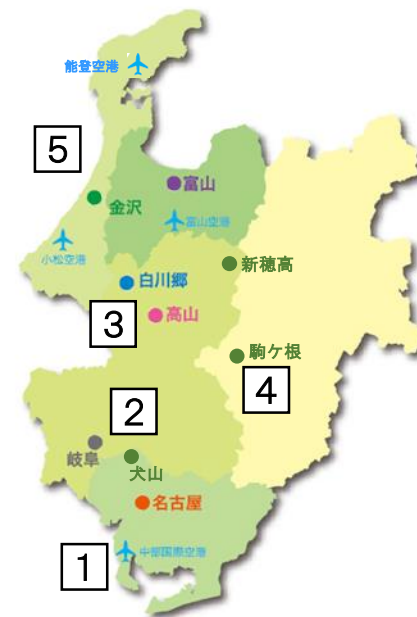 能登空港
5
富山
金沢
富山空港
小松空港
新穂高
白川郷
3
高山
駒ケ根
4
2
岐阜
犬山
名古屋
1
中部国際空港